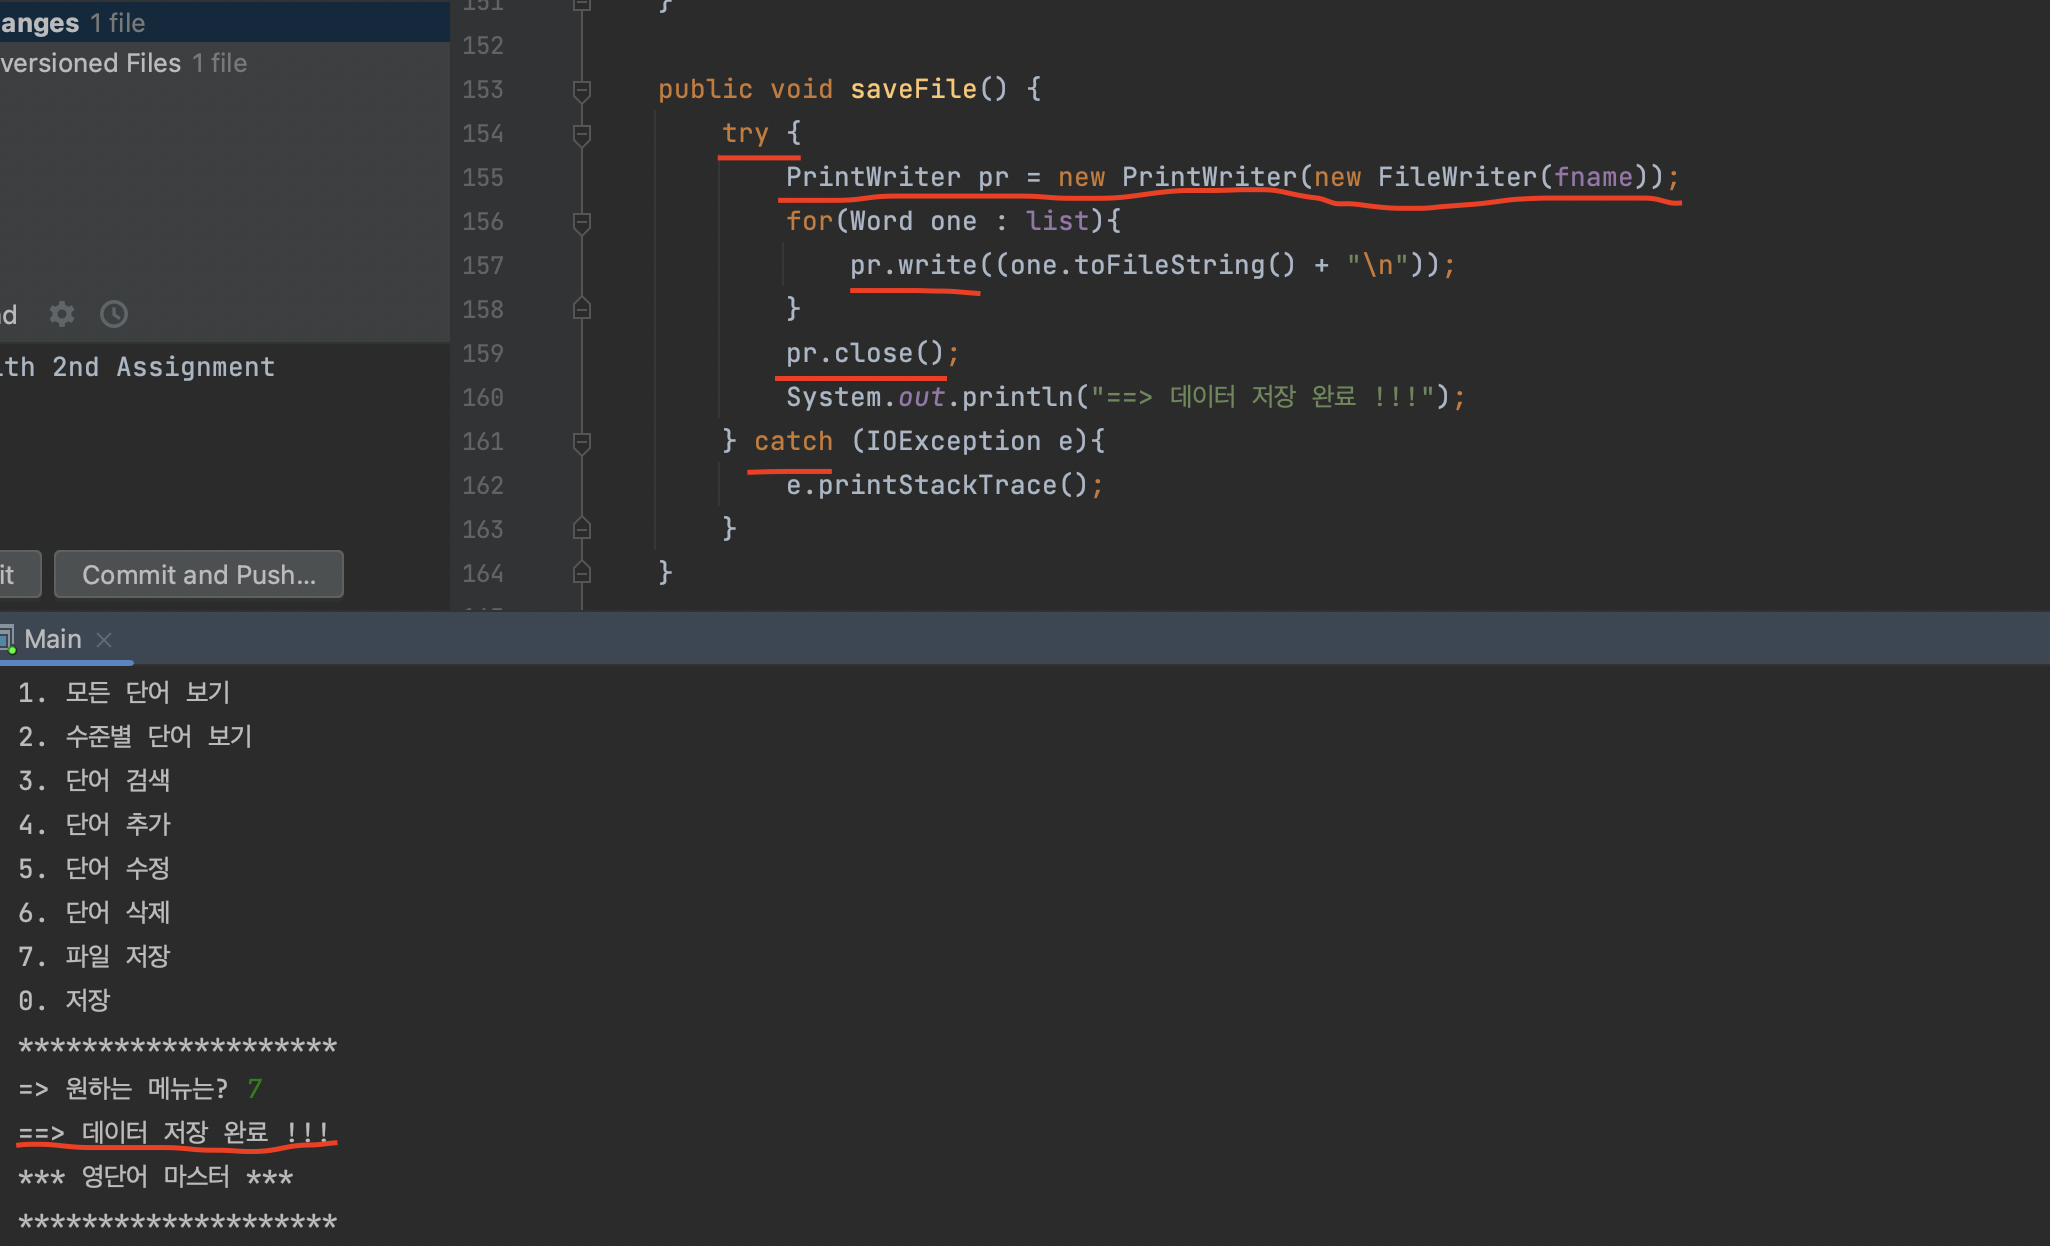 anges 1 file
versioned Files 1 file
nd
ith 2nd Assignment
it
Commit and Push...
151 }
152
153 public void saveFile() {
154 try {
155 PrintWriter pr = new PrintWriter(new FileWriter(fname));
156 for(Word one : list){
157 pr.write((one.toFileString() + "\n"));
158 }
159 pr.close();
160 System.out.println("==> 데이터 저장 완료 !!!");
161 } catch (IOException e){
162 e.printStackTrace();
163 }
164 }
Main
1. 모든 단어 보기
2. 수준별 단어 보기
3. 단어 검색
4. 단어 추가
5. 단어 수정
6. 단어 삭제
7. 파일 저장
0. 저장
********************
=> 원하는 메뉴는? 7
==> 데이터 저장 완료 !!!
*** 영단어 마스터 ***
********************